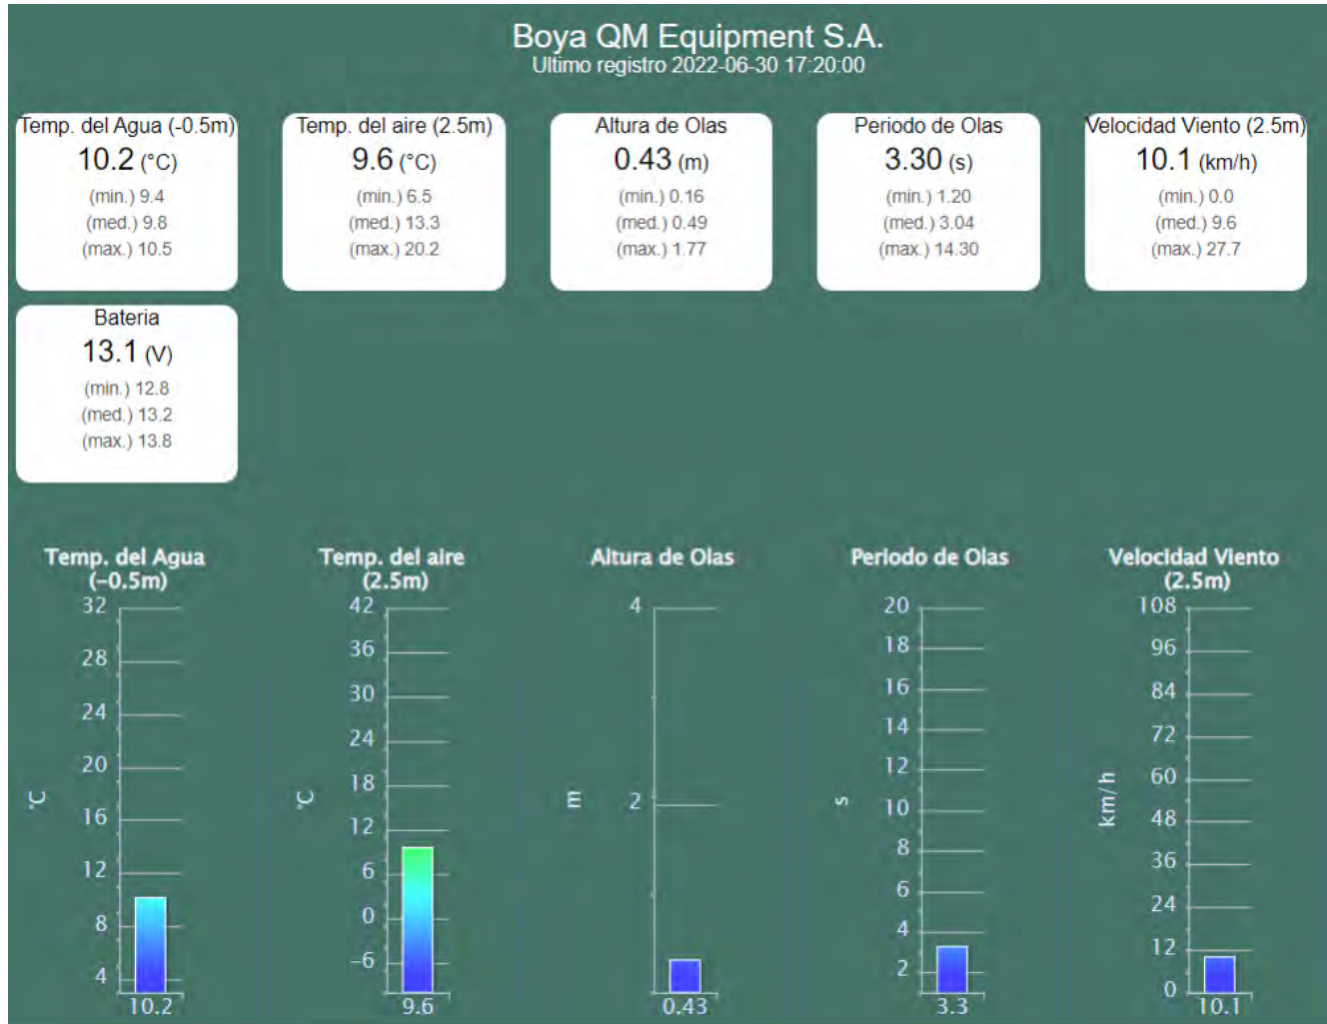 Boya QM Equipment S.A.
Ultimo registro 2022-06-30 17:20:00
Temp. del Agua (-0.5m)
10.2 (°C)
(min.) 9.4
(med.) 9.8
(max.) 10.5
Temp. del aire (2.5m)
9.6 (°C)
(min.) 6.5
(med.) 13.3
(max.) 20.2
Altura de Olas
0.43 (m)
(min.) 0.16
(med.) 0.49
(max.) 1.77
Periodo de Olas
3.30 (s)
(min.) 1.20
(med.) 3.04
(max.) 14.30
Velocidad Viento (2.5m)
10.1 (km/h)
(min.) 0.0
(med.) 9.6
(max.) 27.7
Bateria
13.1 (V)
(min.) 12.8
(med.) 13.2
(max.) 13.8
Temp. del Agua
(−0.5m)
32
28
24
20
16
12
8
4
°C
10.2
Temp. del aire
(2.5m)
42
36
30
24
18
12
6
0
−6
°C
9.6
Altura de Olas
4
2
m
0.43
Periodo de Olas
20
18
16
14
12
10
8
6
4
2
s
3.3
Velocidad Viento
(2.5m)
108
96
84
72
60
48
36
24
12
0
km/h
10.1